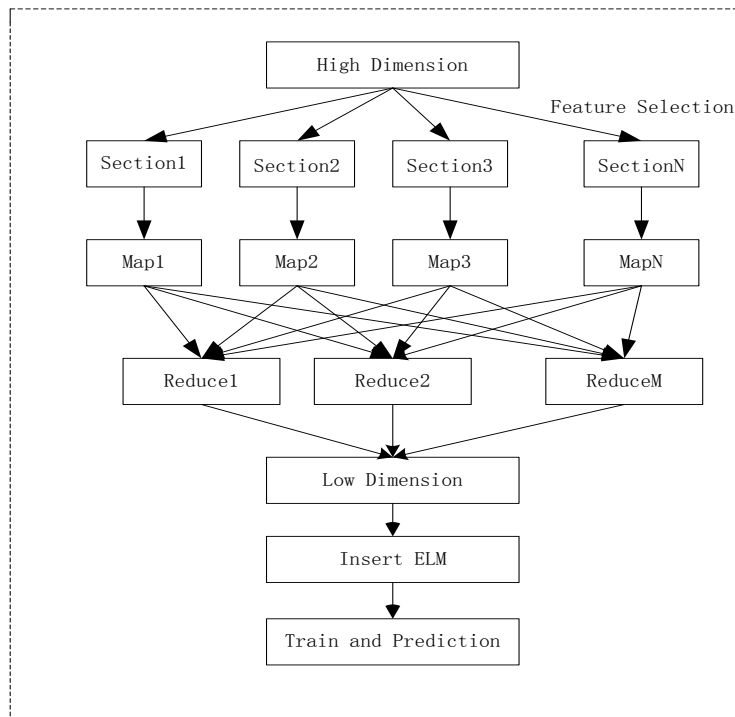 High Dimension
Feature Selection
Section1
Section2
Section3
SectionN
Map1
Map2
Map3
MapN
Reduce1
Reduce2
ReduceM
Low Dimension
Insert ELM
Train and Prediction